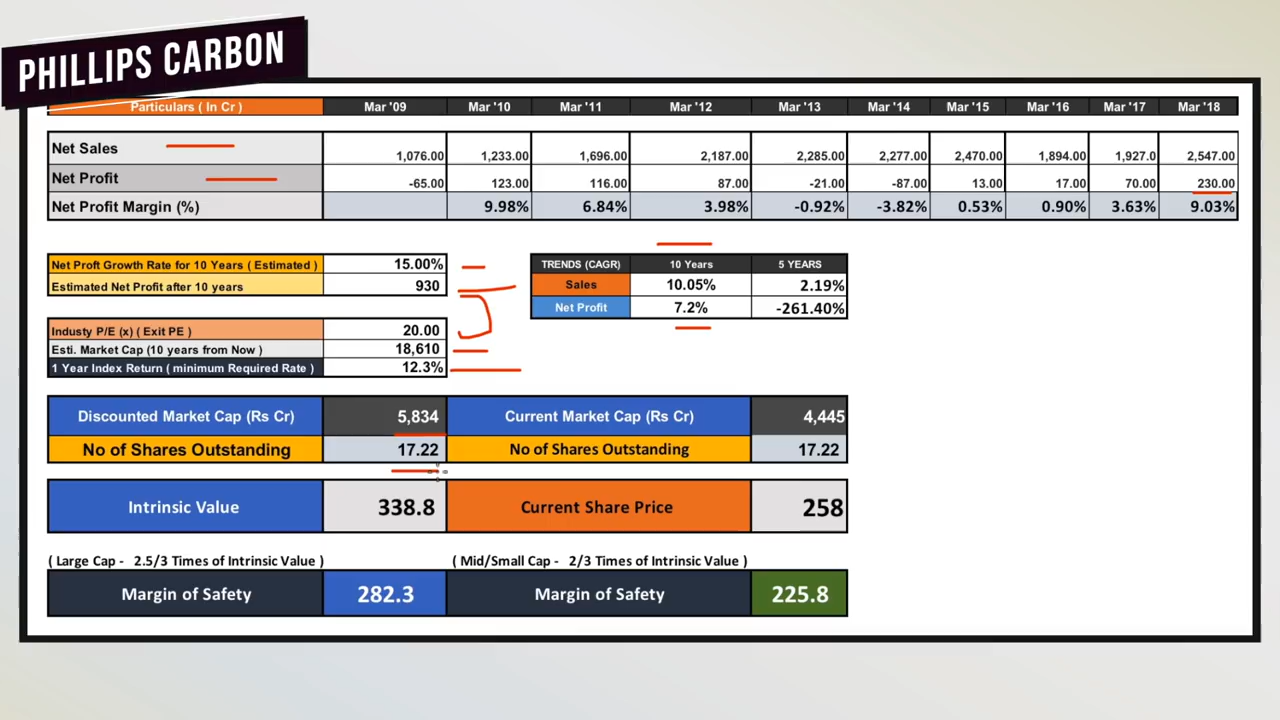 PHILLIPS CARBON
Particulars ( In Cr ) Mar '09 Mar '10 Mar '11 Mar '12 Mar '13 Mar '14 Mar '15 Mar '16 Mar '17 Mar '18
Net Sales 1,076.00 1,233.00 1,696.00 2,187.00 2,285.00 2,277.00 2,470.00 1,894.00 1,927.0 2,547.00
Net Profit -65.00 123.00 116.00 87.00 -21.00 -87.00 13.00 17.00 70.00 230.00
Net Profit Margin (%) 9.98% 6.84% 3.98% -0.92% -3.82% 0.53% 0.90% 3.63% 9.03%
Net Proft Growth Rate for 10 Years ( Estimated ) 15.00%
Estimated Net Profit after 10 years 930
TRENDS (CAGR) 10 Years 5 YEARS
Sales 10.05% 2.19%
Net Profit 7.2% -261.40%
Industy P/E (x) ( Exit PE ) 20.00
Esti. Market Cap (10 years from Now ) 18,610
1 Year Index Return ( minimum Required Rate ) 12.3%
Discounted Market Cap (Rs Cr) 5,834 Current Market Cap (Rs Cr) 4,445
No of Shares Outstanding 17.22 No of Shares Outstanding 17.22
Intrinsic Value 338.8 Current Share Price 258
( Large Cap - 2.5/3 Times of Intrinsic Value ) ( Mid/Small Cap - 2/3 Times of Intrinsic Value )
Margin of Safety 282.3 Margin of Safety 225.8